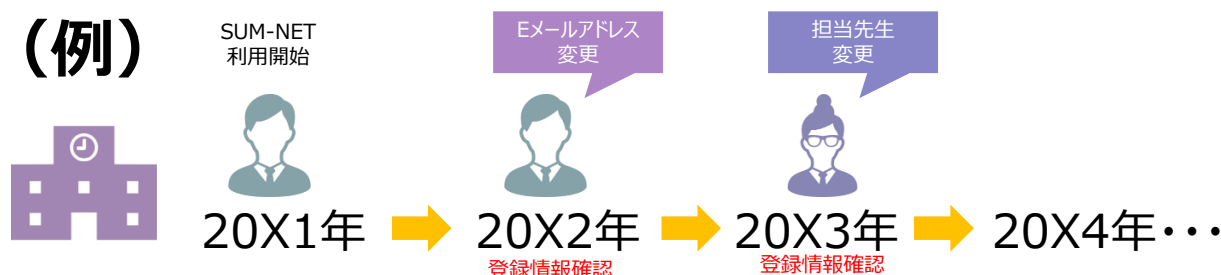 (例)
SUM-NET
利用開始
Eメールアドレス
変更
担当先生
変更
20X1年
20X2年
20X3年
20X4年・・・
登録情報確認
登録情報確認